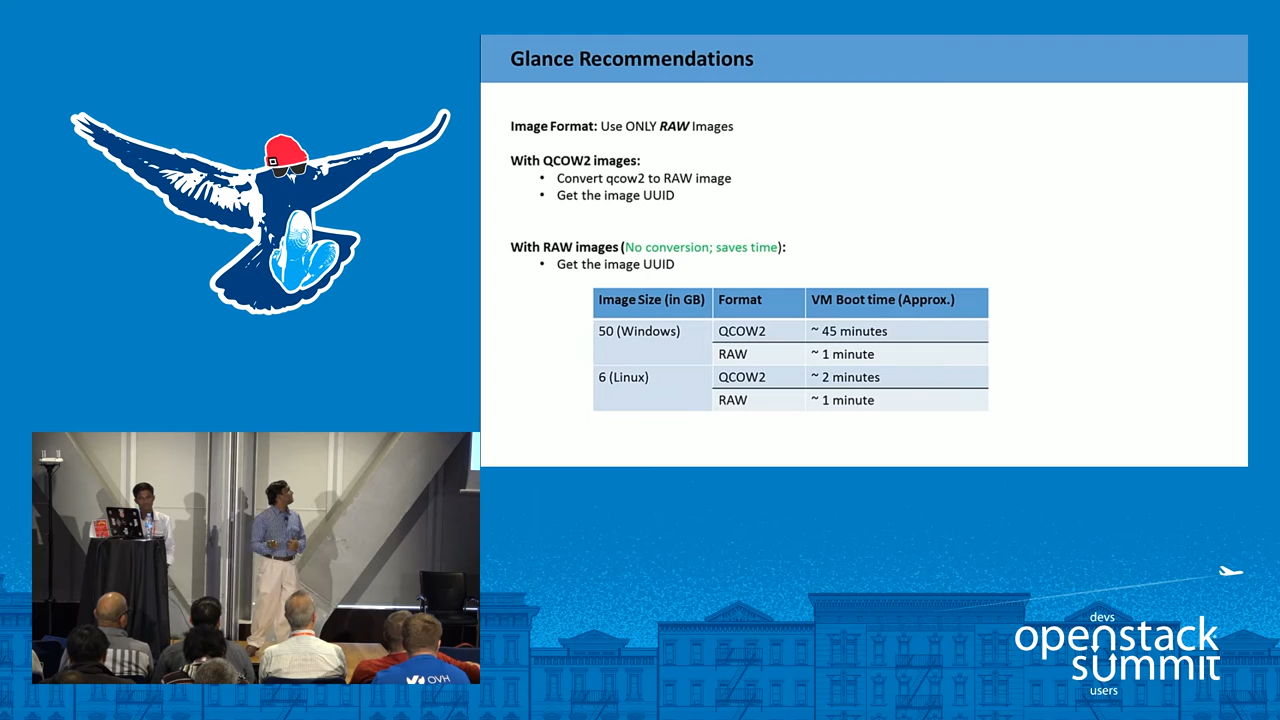 Glance Recommendations
Image Format: Use ONLY RAW Images
With QCOW2 images:
• Convert qcow2 to RAW image
• Get the image UUID
With RAW images (No conversion; saves time):
• Get the image UUID
Image Size (in GB) Format VM Boot time (Approx.)
50 (Windows) QCOW2 ~ 45 minutes
RAW ~ 1 minute
6 (Linux) QCOW2 ~ 2 minutes
RAW ~ 1 minute
OVH
devs
openstack
summit
users